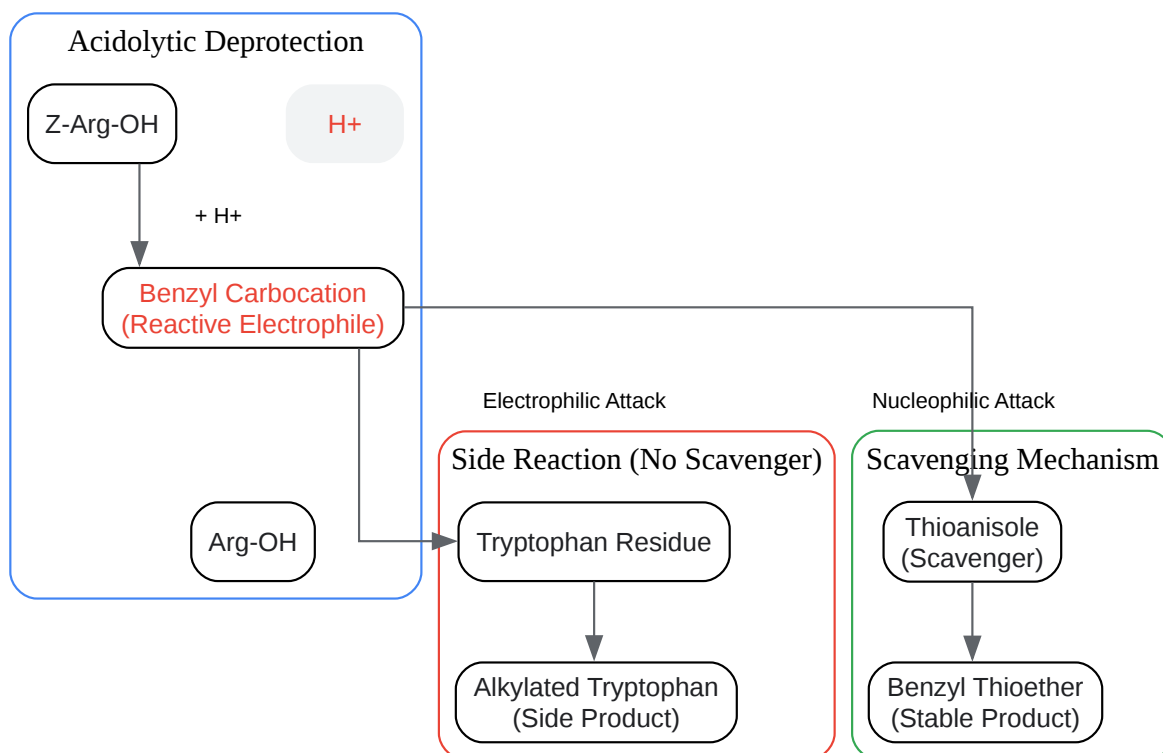 Acidolytic Deprotection
Z-Arg-OH
H+
+ H+
Benzyl Carbocation
(Reactive Electrophile)
Electrophilic Attack
Nucleophilic Attack
Side Reaction (No Scavenger)
Scavenging Mechanism
Arg-OH
Tryptophan Residue
Thioanisole
(Scavenger)
Alkylated Tryptophan
(Side Product)
Benzyl Thioether
(Stable Product)